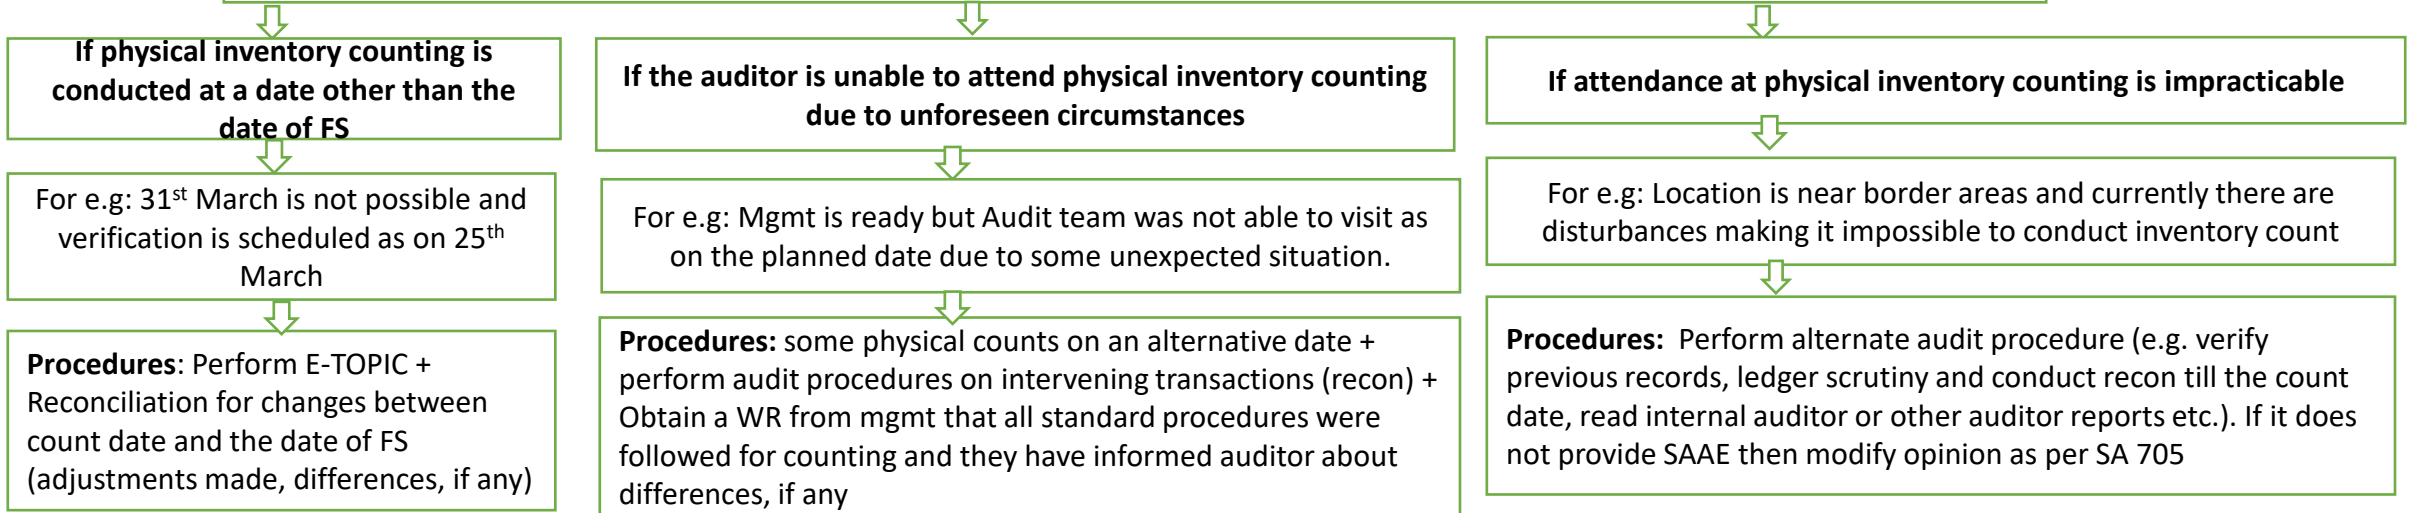 If physical inventory counting is
conducted at a date other than the
date of FS
For e.g: 31st March is not possible and
verification is scheduled as on 25th
March
Procedures: Perform E-TOPIC +
Reconciliation for changes between
count date and the date of FS
(adjustments made, differences, if any)
If the auditor is unable to attend physical inventory counting
due to unforeseen circumstances
For e.g: Mgmt is ready but Audit team was not able to visit as
on the planned date due to some unexpected situation.
Procedures: some physical counts on an alternative date +
perform audit procedures on intervening transactions (recon) +
Obtain a WR from mgmt that all standard procedures were
followed for counting and they have informed auditor about
differences, if any
If attendance at physical inventory counting is impracticable
For e.g: Location is near border areas and currently there are
disturbances making it impossible to conduct inventory count
Procedures: Perform alternate audit procedure (e.g. verify
previous records, ledger scrutiny and conduct recon till the count
date, read internal auditor or other auditor reports etc.). If it does
not provide SAAE then modify opinion as per SA 705